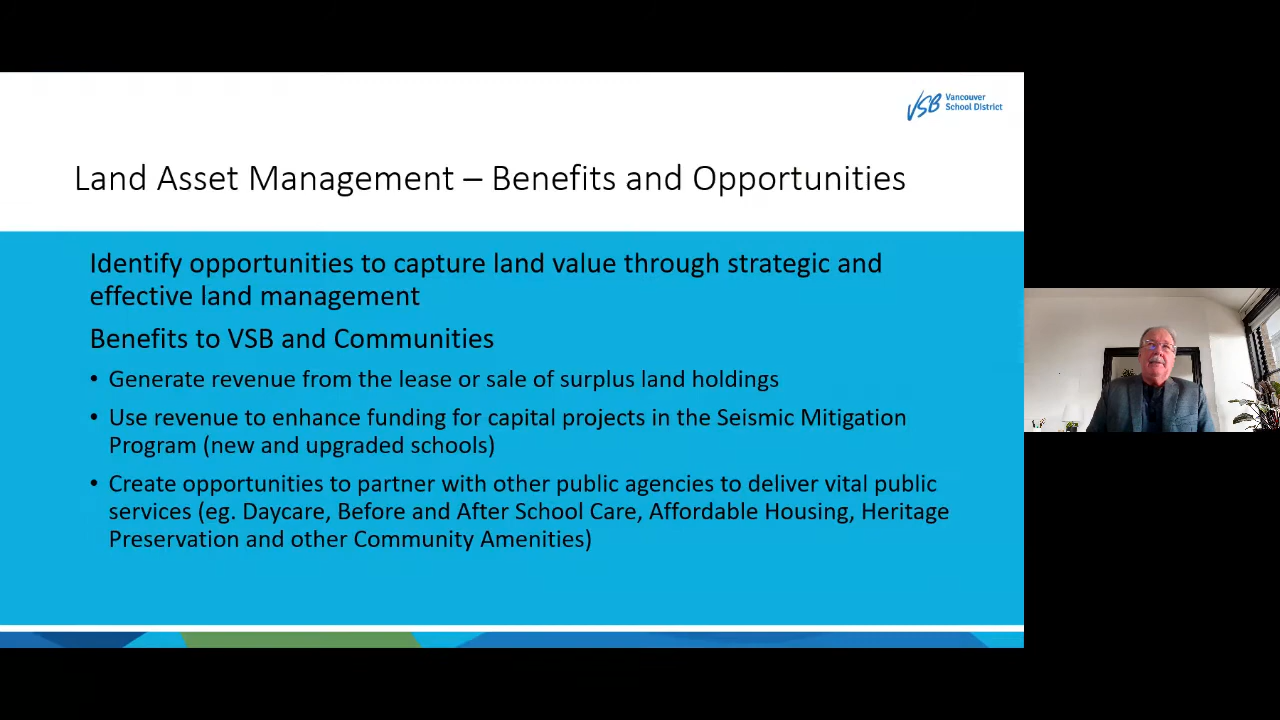 VSB Vancouver
School District
Land Asset Management – Benefits and Opportunities
Identify opportunities to capture land value through strategic and
effective land management
Benefits to VSB and Communities
• Generate revenue from the lease or sale of surplus land holdings
• Use revenue to enhance funding for capital projects in the Seismic Mitigation
Program (new and upgraded schools)
• Create opportunities to partner with other public agencies to deliver vital public
services (eg. Daycare, Before and After School Care, Affordable Housing, Heritage
Preservation and other Community Amenities)